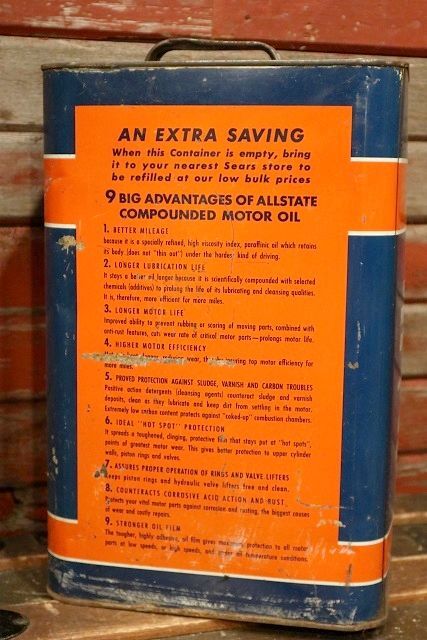 AN EXTRA SAVING
When this Container is empty, bring
it to your nearest Sears store to
be refilled at our low bulk prices
9 BIG ADVANTAGES OF ALLSTATE
COMPOUNDED MOTOR OIL
1. BETTER MILEAGE
because it is a specially refined, high viscosity index, paraffinic oil which retains
its body (does not "thin out") under the hardest kind of driving.
2. LONGER LUBRICATION LIFE
It stays a better oil longer because it is scientifically compounded with selected
chemicals (additives) to prolong the life of its lubricating and cleansing qualities.
It is, therefore, more efficient for more miles.
3. LONGER MOTOR LIFE
Improved ability to prevent rubbing or scoring of moving parts, combined with
anti-rust features, cuts wear rate of critical motor parts—prolongs motor life.
4. HIGHER MOTOR EFFICIENCY
wear, top motor efficiency for
more miles.
5. PROVED PROTECTION AGAINST SLUDGE, VARNISH AND CARBON TROUBLES
Positive action detergents (cleansing agents) counteract sludge and varnish
deposits, clean as they lubricate and keep dirt from settling in the motor.
Extremely low carbon content protects against "coked-up" combustion chambers.
6. IDEAL "HOT SPOT" PROTECTION
It spreads a toughened, clinging, protective film that stays put at "hot spots",
points of greatest motor wear. This gives better protection to upper cylinder
walls, piston rings and valves.
7. ASSURES PROPER OPERATION OF RINGS AND VALVE LIFTERS
Keeps piston rings and hydraulic valve lifters free and clean.
8. COUNTERACTS CORROSIVE ACID ACTION AND RUST
Protects your vital motor parts against corrosion and rusting, the biggest causes
of wear and costly repairs.
9. STRONGER OIL FILM
The tougher, highly adhesive, oil film gives maximum protection to all motor
parts at low speeds, or high speeds, and under all temperature conditions.